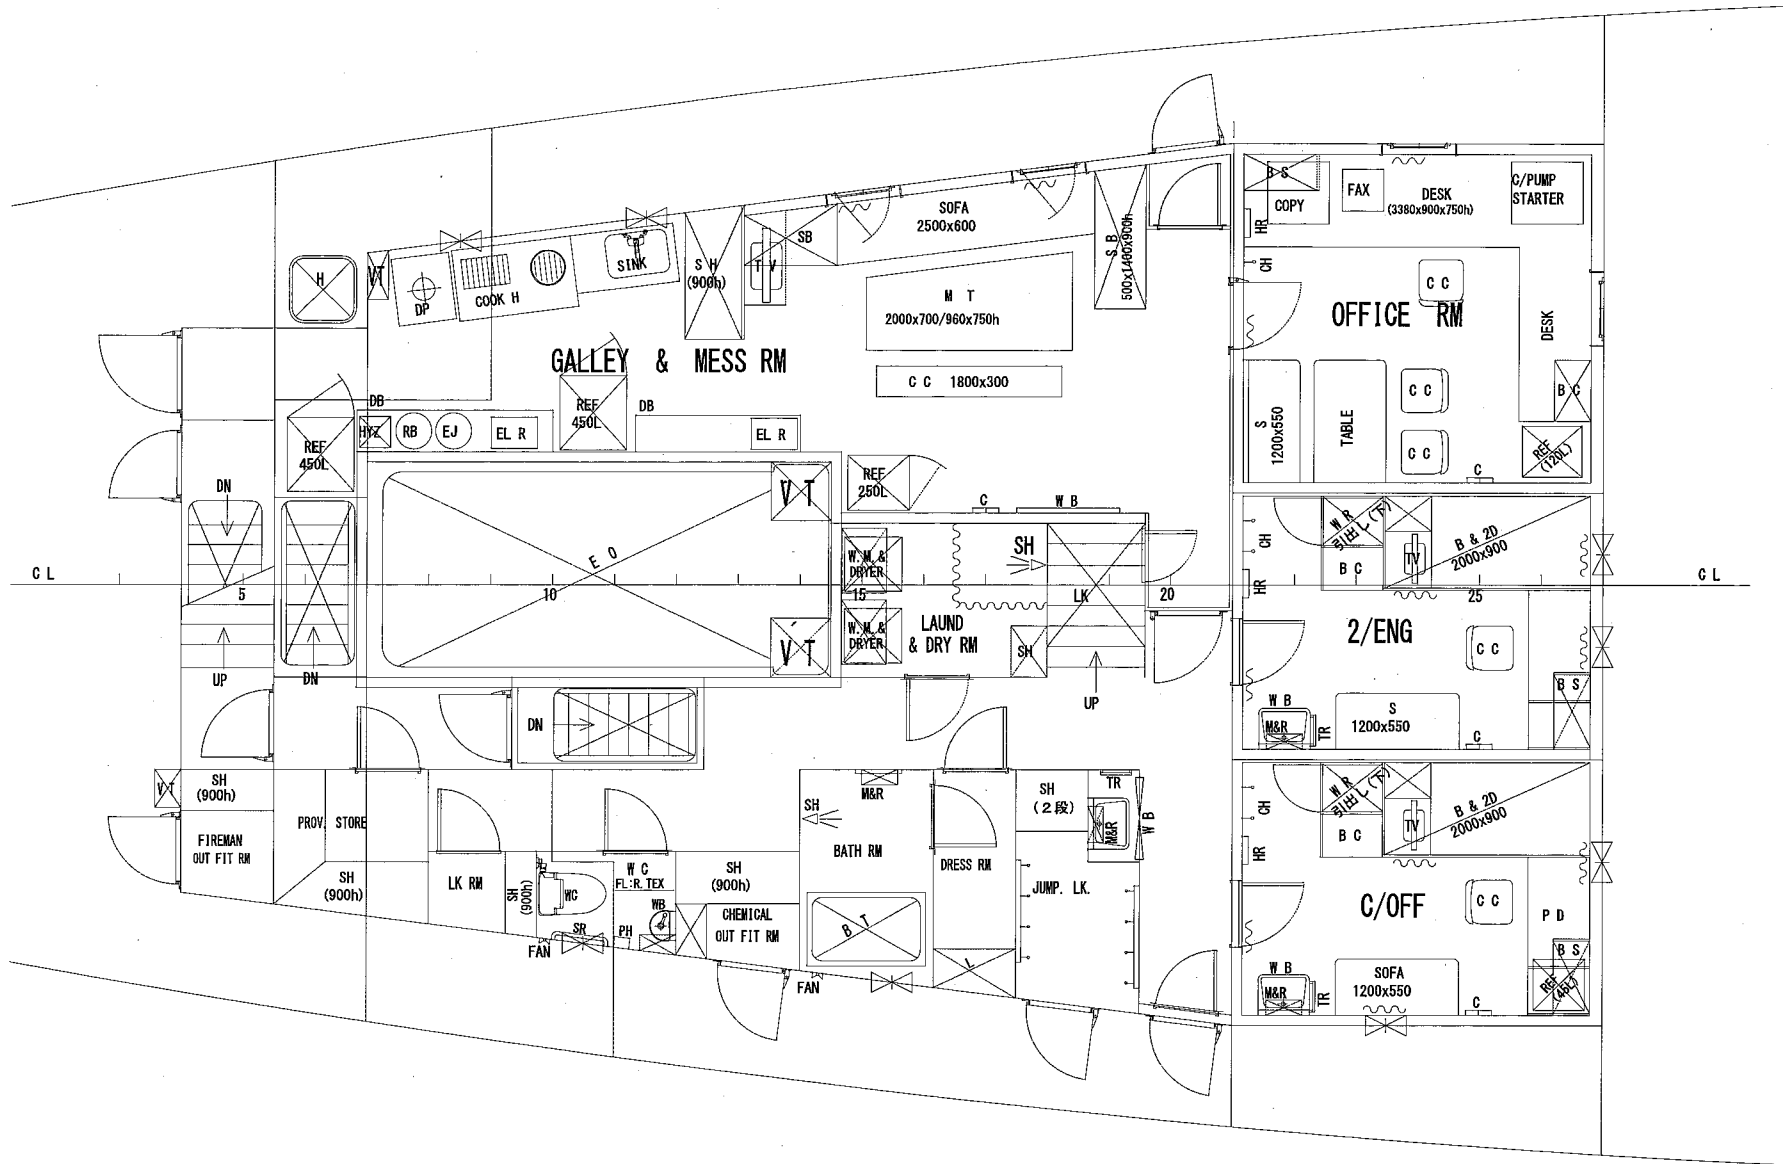 B S
COPY
FAX
DESK
(3380x900x750h)
C/PUMP
STARTER
HR
CH
C C
OFFICE RM
DESK
S
1200x550
TABLE
C C
C C
B C
REF
(120L)
C
SOFA
2500x600
S B
500x1400x900h
SB
T V
S H
(900h)
SINK
COOK H
DP
VT
H
M T
2000x700/960x750h
GALLEY & MESS RM
C C 1800x300
DB
HYZ
RB
EJ
EL R
REF
450L
DB
EL R
REF
450L
REF
250L
C
W B
DN
V T
E O
V T
W.M.&
DRYER
W.M.&
DRYER
SH
LK
LAUND
& DRY RM
SH
UP
C L
5
10
15
20
25
C L
UP
DN
DN
CH
HR
W R
引出し(下)
B C
TV
B & 2D
2000x900
2/ENG
C C
W B
M&R
TR
S
1200x550
C
B S
V T
SH
(900h)
FIREMAN
OUT FIT RM
PROV. STORE
SH
(900h)
LK RM
SH
(900h)
WC
SR
FAN
W C
FL:R.TEX
WB
PH
SH
(900h)
CHEMICAL
OUT FIT RM
SH
M&R
BATH RM
B T
FAN
DRESS RM
L
SH
(２段)
TR
M&R
W B
JUMP. LK.
CH
HR
W R
引出し(下)
B C
TV
B & 2D
2000x900
C/OFF
C C
P D
W B
M&R
TR
SOFA
1200x550
C
B S
REF
(45L)